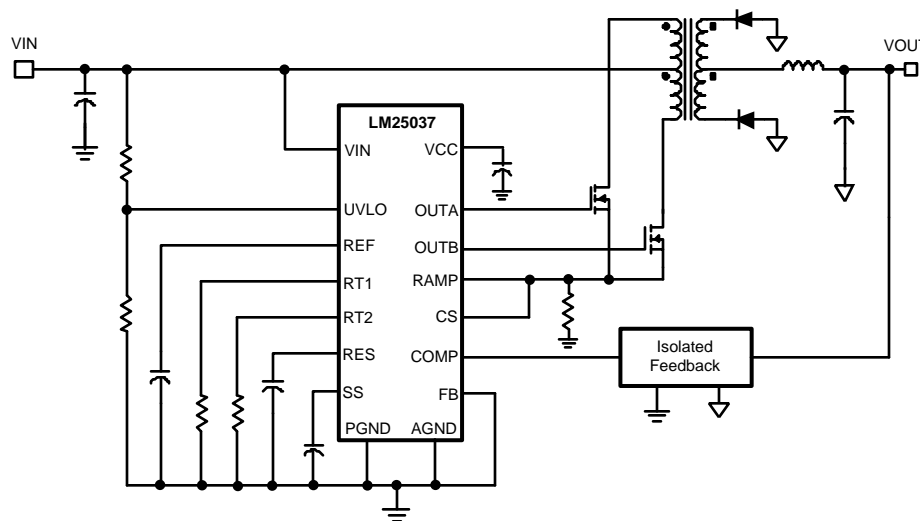 VIN
VOUT
LM25037
VIN
VCC
UVLO
OUTA
REF
OUTB
RT1
RAMP
RT2
CS
RES
COMP
SS
FB
PGND
AGND
Isolated
Feedback